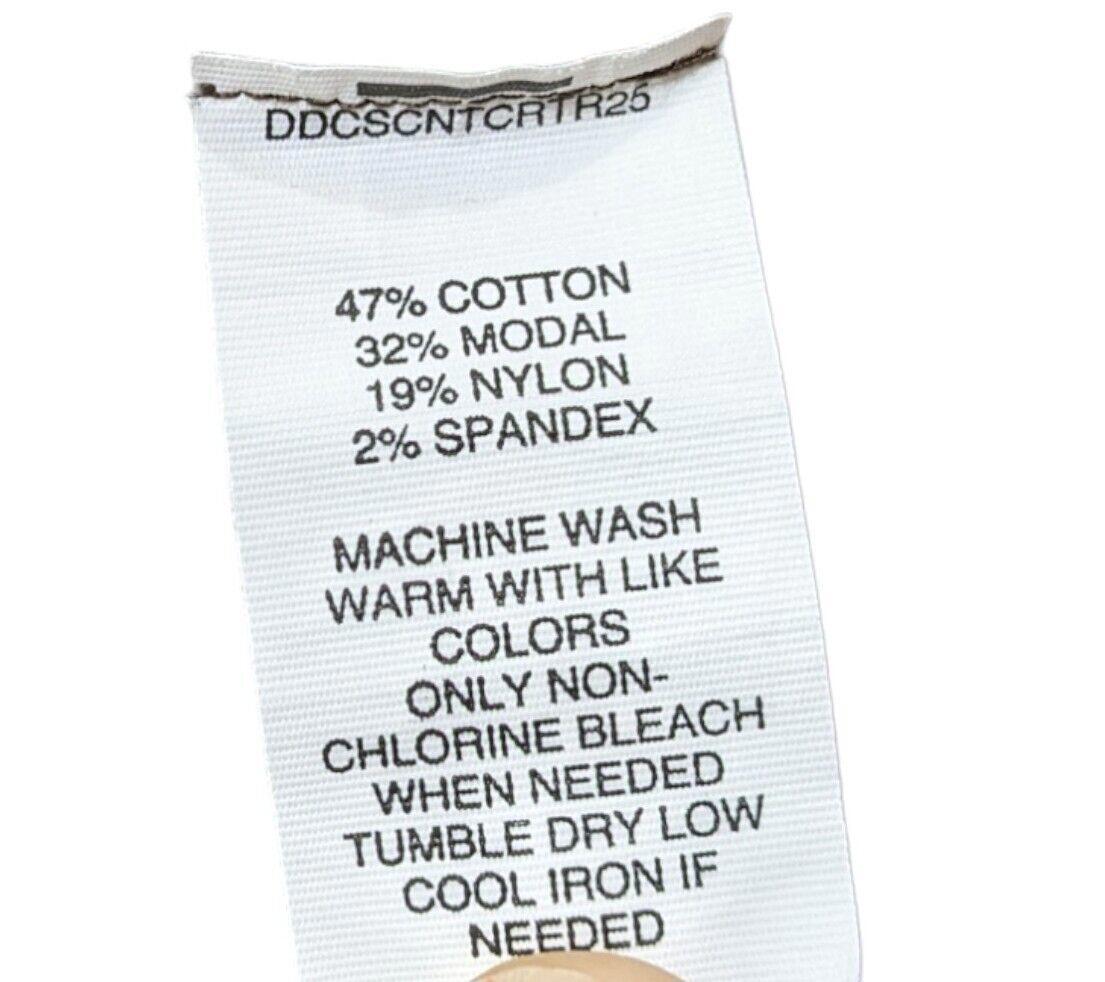 DDCSCNTCRTR25
47% COTTON
32% MODAL
19% NYLON
2% SPANDEX
MACHINE WASH
WARM WITH LIKE
COLORS
ONLY NON-
CHLORINE BLEACH
WHEN NEEDED
TUMBLE DRY LOW
COOL IRON IF
NEEDED